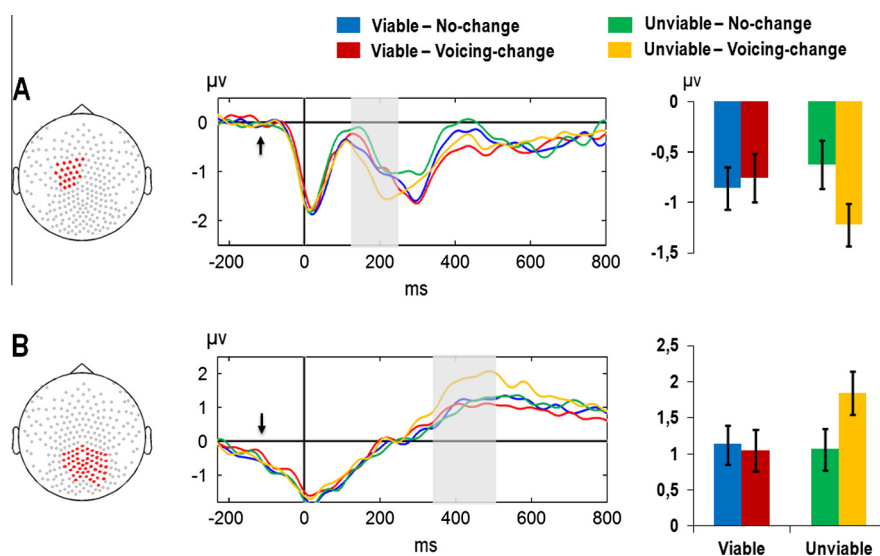 Viable – No-change
Unviable – No-change
Viable – Voicing-change
Unviable – Voicing-change
A
μv
0
-1
-2
-200
0
200
400
600
800
ms
μv
0
-0,5
-1
-1,5
B
μv
2
1
0
-1
-200
0
200
400
600
800
ms
2,5
2
1,5
1
0,5
0
Viable
Unviable